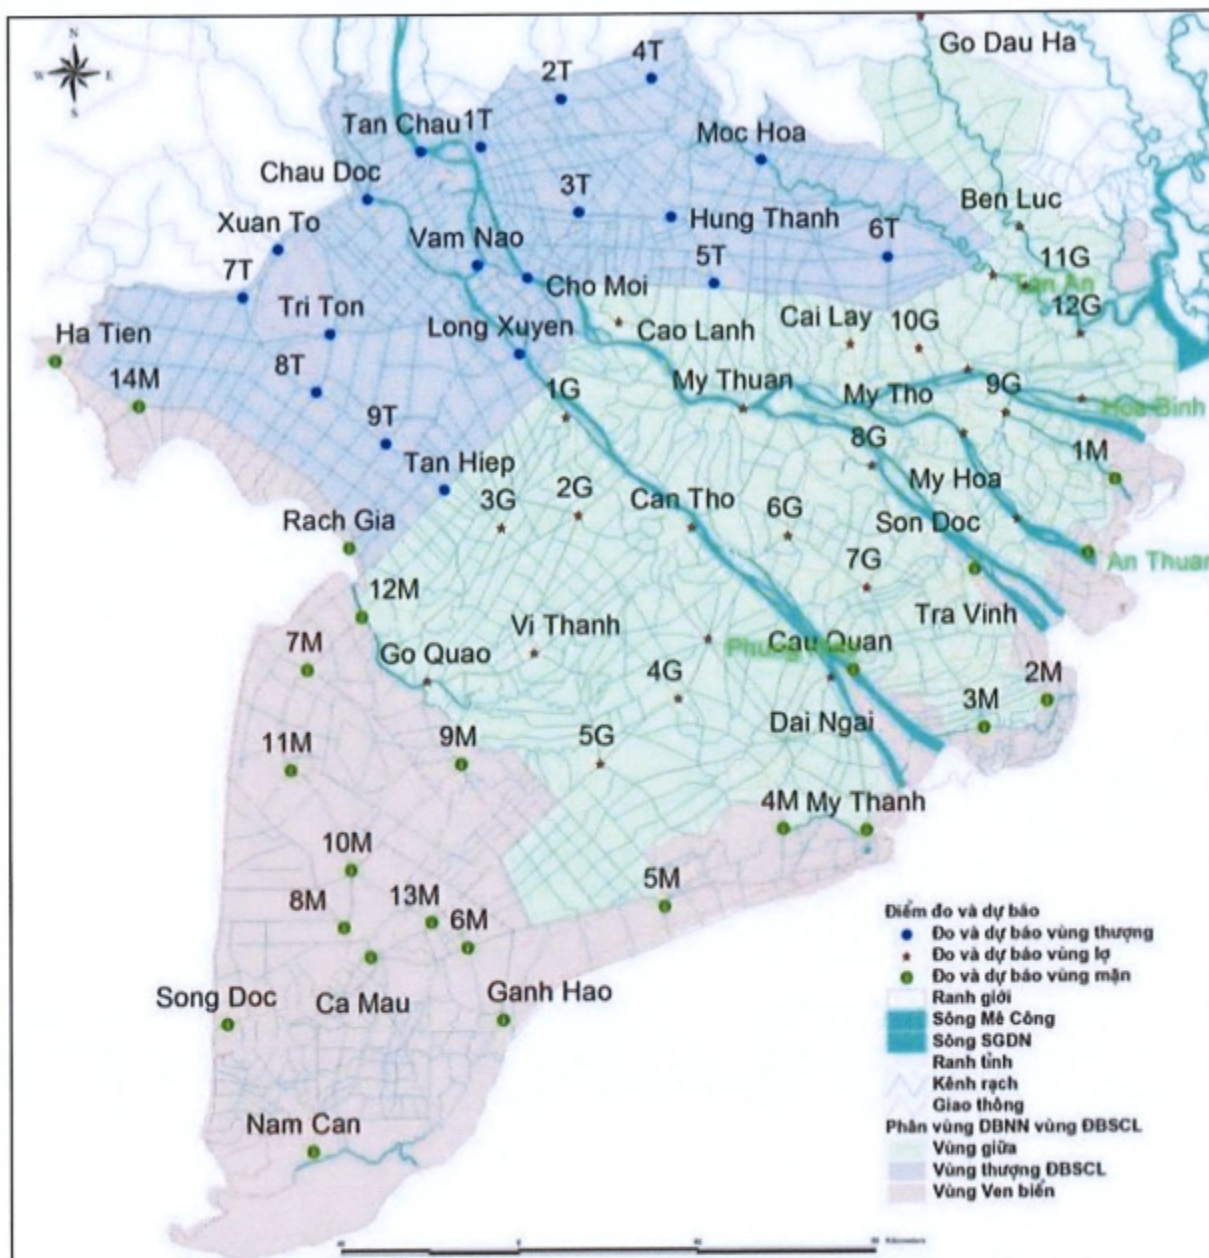 N
W E
S
Go Dau Ha
4T
2T
Tan Chau
1T
Moc Hoa
Chau Doc
3T
Ben Luc
Xuan To
Hung Thanh
Vam Nao
6T
11G
7T
5T
Tan An
Cho Moi
Tri Ton
12G
Ha Tien
Long Xuyen
Cao Lanh
Cai Lay
10G
14M
8T
My Thuan
My Tho
9G
Hoa Binh
1G
9T
8G
1M
Tan Hiep
My Hoa
3G
2G
Can Tho
6G
Son Doc
Rach Gia
7G
An Thuan
12M
Tra Vinh
Vi Thanh
Cau Quan
7M
Go Quao
4G
2M
3M
Dai Ngai
11M
9M
5G
4M
My Thanh
10M
5M
8M
13M
6M
Song Doc
Ca Mau
Ganh Hao
Nam Can
Điểm đo và dự báo
Đo và dự báo vùng thượng
Đo và dự báo vùng lợ
Đo và dự báo vùng mặn
Ranh giới
Sông Mê Công
Sông SGDN
Ranh tỉnh
Kênh rạch
Giao thông
Phân vùng DBNN vùng ĐBSCL
Vùng giữa
Vùng thượng ĐBSCL
Vùng Ven biển